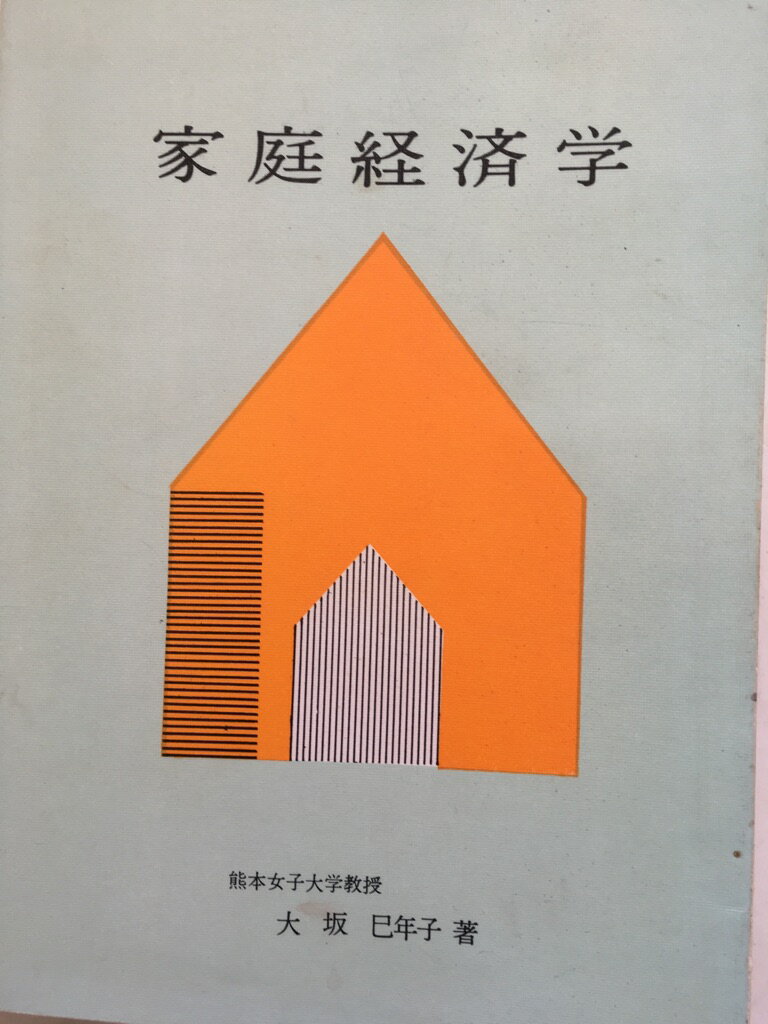 家庭経済学
熊本女子大学教授
大坂 巳年子 著